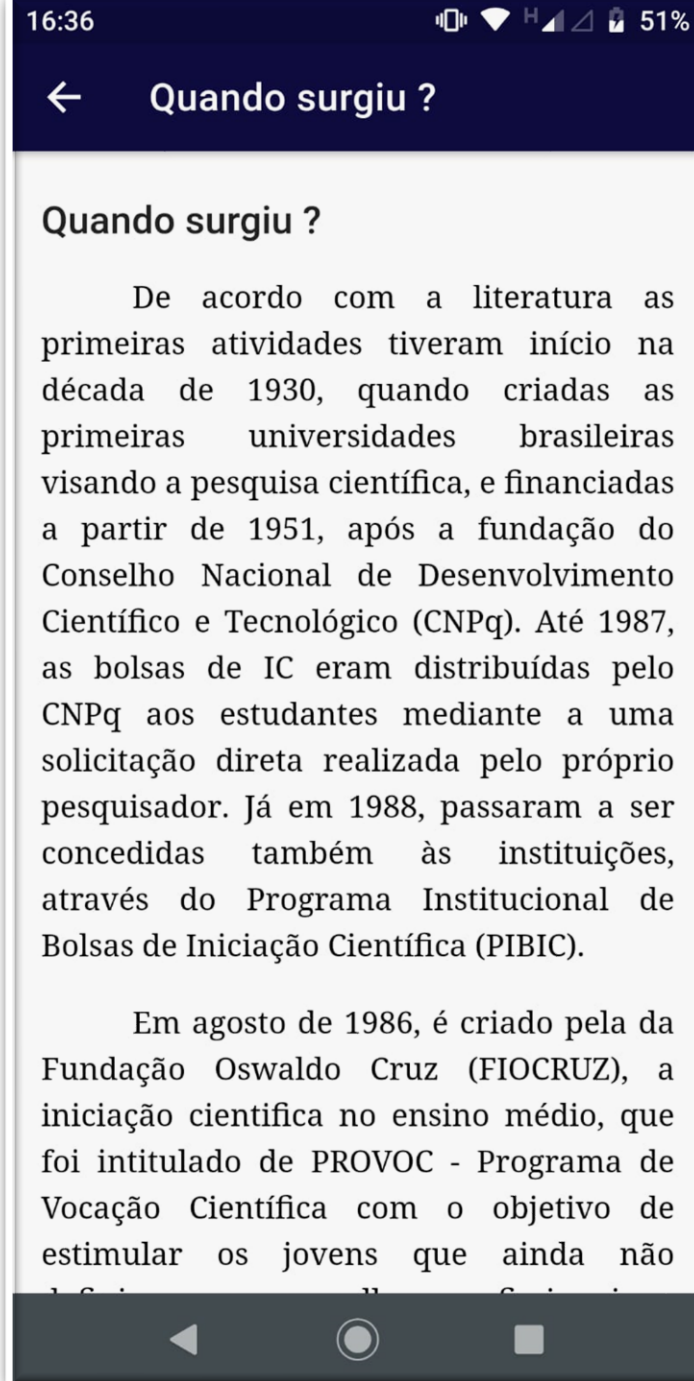 16:36 H 51%
Quando surgiu ?
Quando surgiu ?
De acordo com a literatura as
primeiras atividades tiveram início na
década de 1930, quando criadas as
primeiras universidades brasileiras
visando a pesquisa científica, e financiadas
a partir de 1951, após a fundação do
Conselho Nacional de Desenvolvimento
Científico e Tecnológico (CNPq). Até 1987,
as bolsas de IC eram distribuídas pelo
CNPq aos estudantes mediante a uma
solicitação direta realizada pelo próprio
pesquisador. Já em 1988, passaram a ser
concedidas também às instituições,
através do Programa Institucional de
Bolsas de Iniciação Científica (PIBIC).
Em agosto de 1986, é criado pela da
Fundação Oswaldo Cruz (FIOCRUZ), a
iniciação cientifica no ensino médio, que
foi intitulado de PROVOC - Programa de
Vocação Científica com o objetivo de
estimular os jovens que ainda não